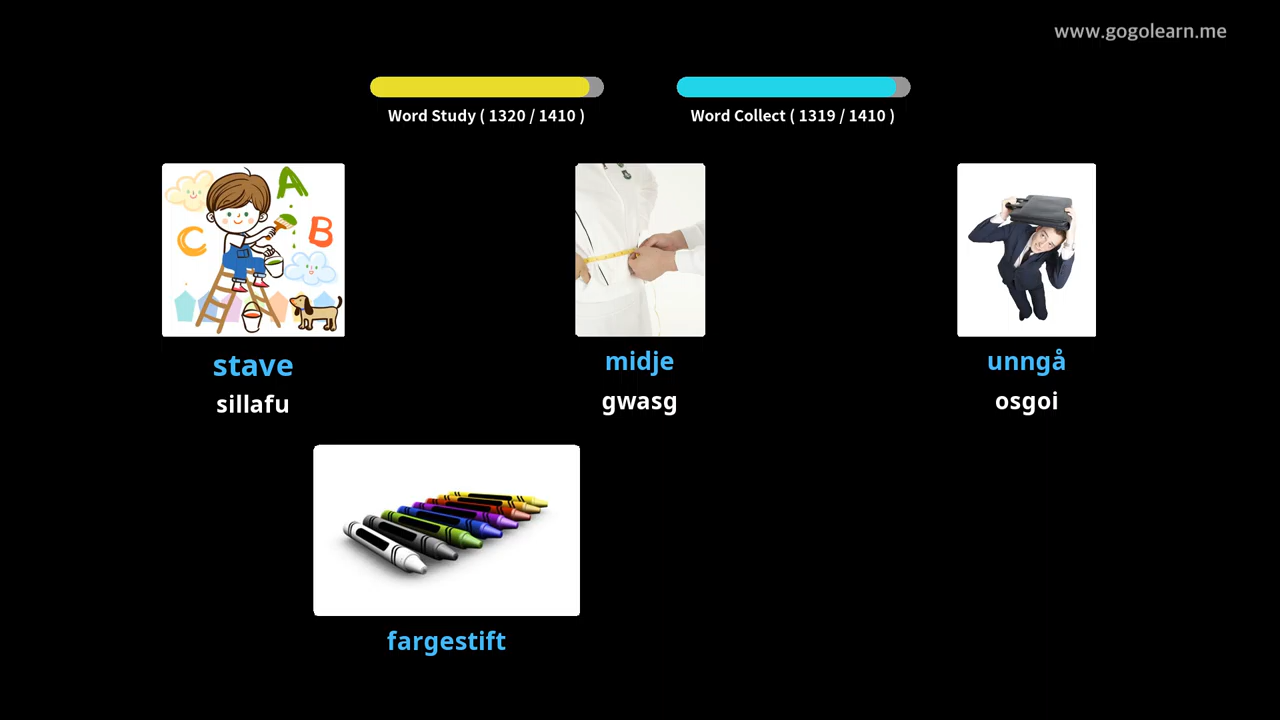 www.gogolearn.me
Word Study ( 1320 / 1410 )
Word Collect ( 1319 / 1410 )
A
B
C
stave
sillafu
midje
gwasg
unngå
osgoi
fargestift